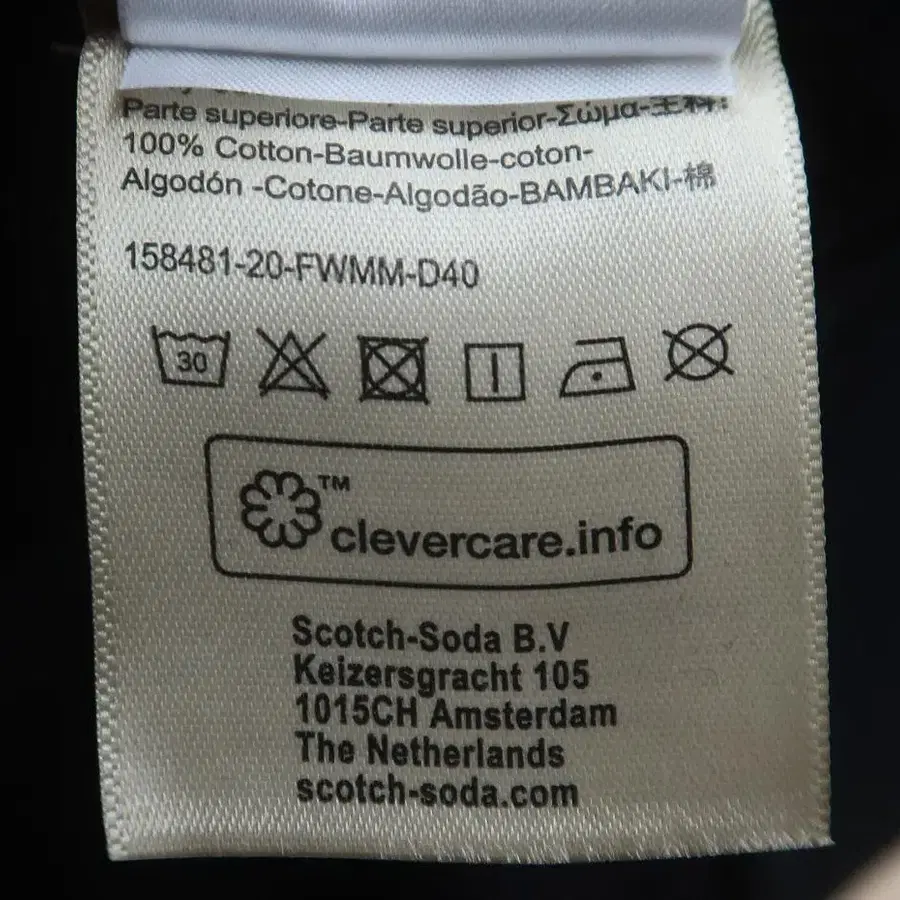 Parte superiore-Parte superior-Σώμα-主料:
100% Cotton-Baumwolle-coton-
Algodón -Cotone-Algodão-BAMBAKI-棉
158481-20-FWMM-D40
30
TM
clevercare.info
Scotch-Soda B.V
Keizersgracht 105
1015CH Amsterdam
The Netherlands
scotch-soda.com